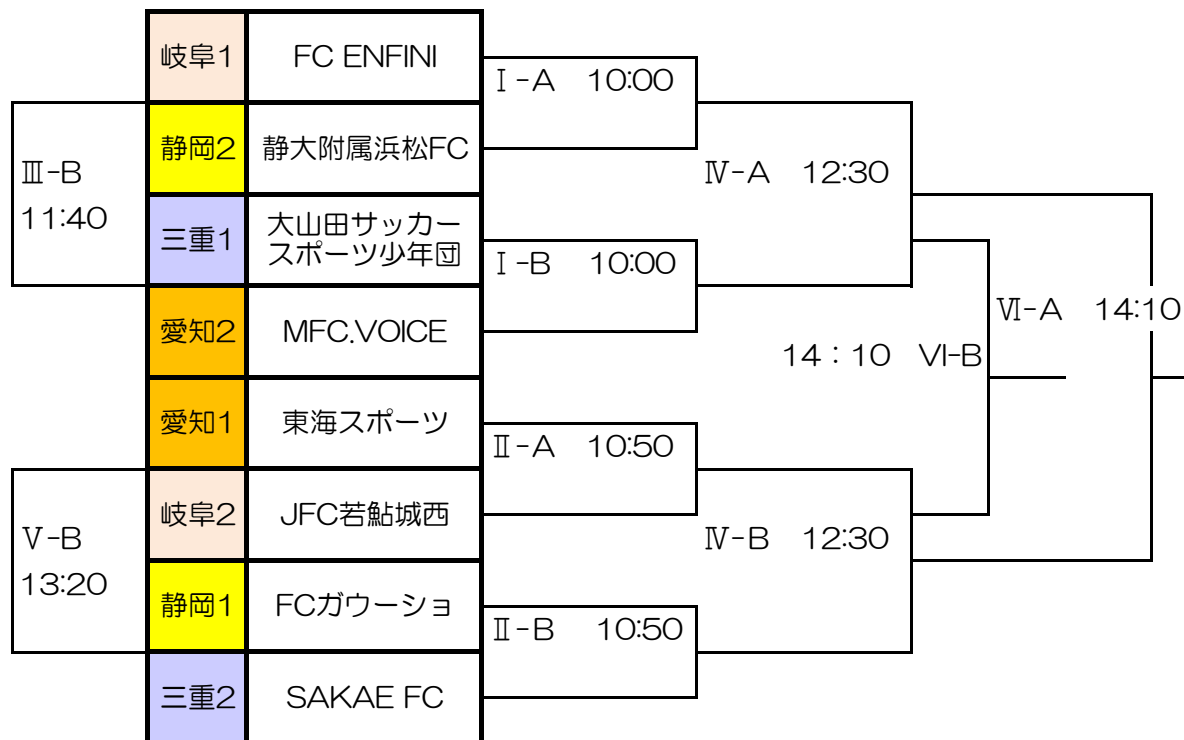 岐阜1 FC ENFINI
Ⅰ-A 10:00
静岡2 静大附属浜松FC
Ⅲ-B
11:40
Ⅳ-A 12:30
三重1 大山田サッカー
スポーツ少年団
Ⅰ-B 10:00
愛知2 MFC.VOICE
Ⅵ-A 14:10
14：10 Ⅵ-B
愛知1 東海スポーツ
Ⅱ-A 10:50
岐阜2 JFC若鮎城西
Ⅴ-B
13:20
Ⅳ-B 12:30
静岡1 FCガウーショ
Ⅱ-B 10:50
三重2 SAKAE FC